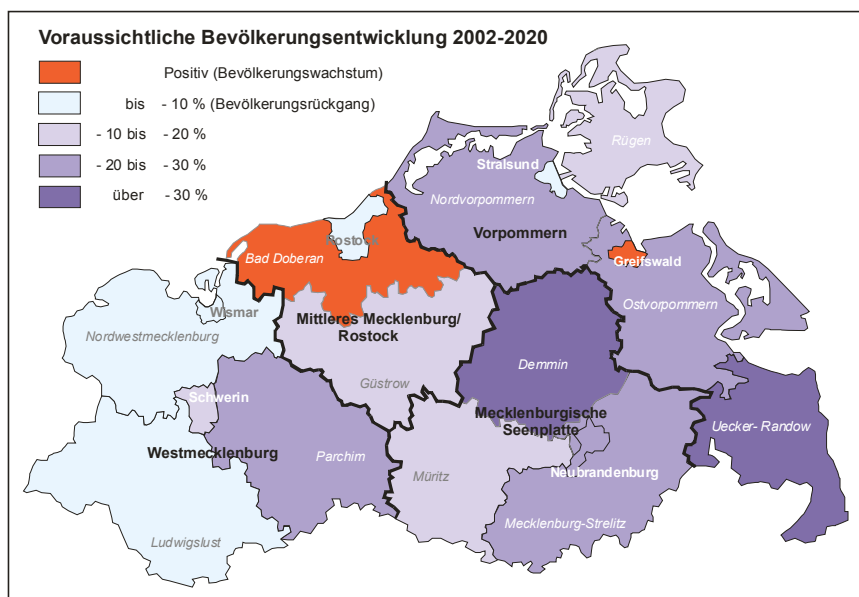 Voraussichtliche Bevölkerungsentwicklung 2002-2020
Positiv (Bevölkerungswachstum)
bis - 10 % (Bevölkerungsrückgang)
- 10 bis - 20 %
- 20 bis - 30 %
über - 30 %
Rügen
Stralsund
Nordvorpommern
Vorpommern
Rostock
Bad Doberan
Greifswald
Ostvorpommern
Wismar
Nordwestmecklenburg
Mittleres Mecklenburg/
Rostock
Demmin
Güstrow
Schwerin
Mecklenburgische
Seenplatte
Uecker- Randow
Westmecklenburg
Parchim
Müritz
Neubrandenburg
Mecklenburg-Strelitz
Ludwigslust